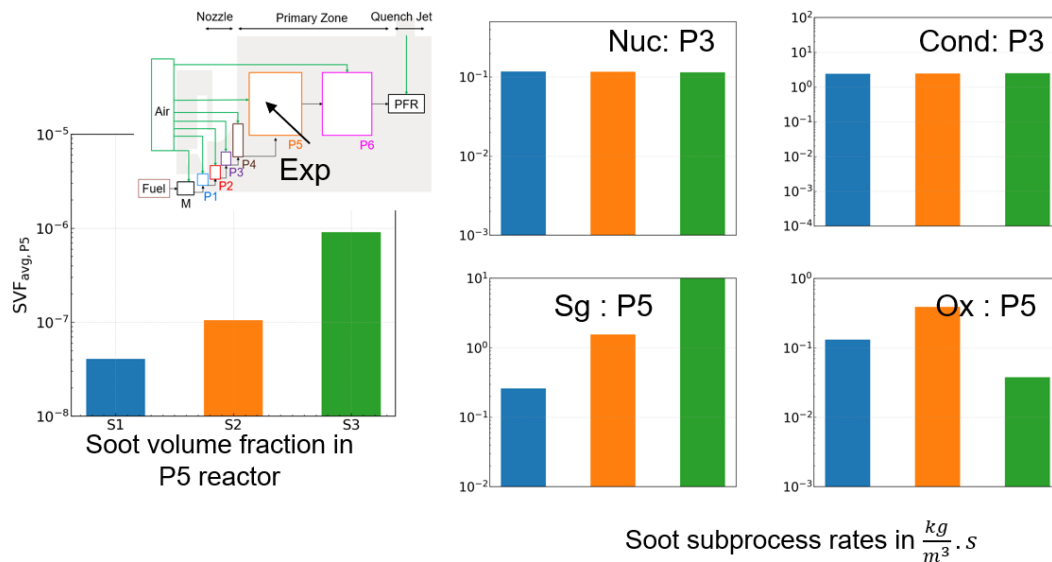 Nozzle Primary Zone Quench Jet
Air
PFR
P5
P6
P4
Exp
P3
Fuel
P2
P1
M
10⁻⁵
10⁻⁶
10⁻⁷
10⁻⁸
SVF_avg, P5
S1 S2 S3
Soot volume fraction in
P5 reactor
Nuc: P3
10⁻¹
10⁻²
10⁻³
Cond: P3
10²
10¹
10⁰
10⁻¹
10⁻²
10⁻³
10⁻⁴
Sg : P5
10¹
10⁰
10⁻¹
10⁻²
Ox : P5
10⁰
10⁻¹
10⁻²
10⁻³
Soot subprocess rates in kg/m³ . s